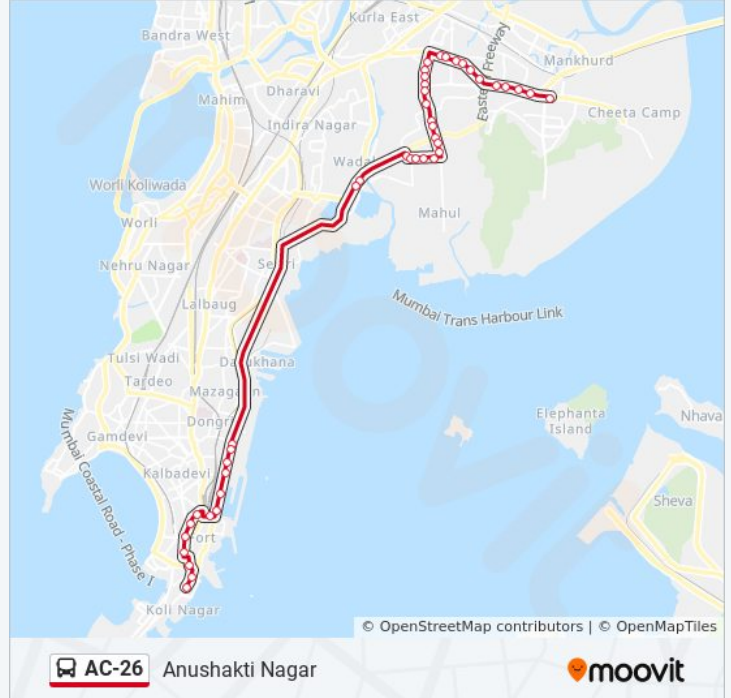 Kurla East
Bandra West
Mankhurd
Eastern Freeway
Dharavi
Mahim
Cheeta Camp
Indira Nagar
Wadala
Worli Koliwada
Mahul
Worli
Nehru Nagar
Sewri
Mumbai Trans Harbour Link
Lalbaug
Tulsi Wadi
Darukhana
Tardeo
Mazagaon
Elephanta
Island
Nhava
Dongri
Gamdevi
Mumbai Coastal Road - Phase 1
Kalbadevi
Sheva
Fort
Koli Nagar
© OpenStreetMap contributors | © OpenMapTiles
AC-26 Anushakti Nagar
moovit